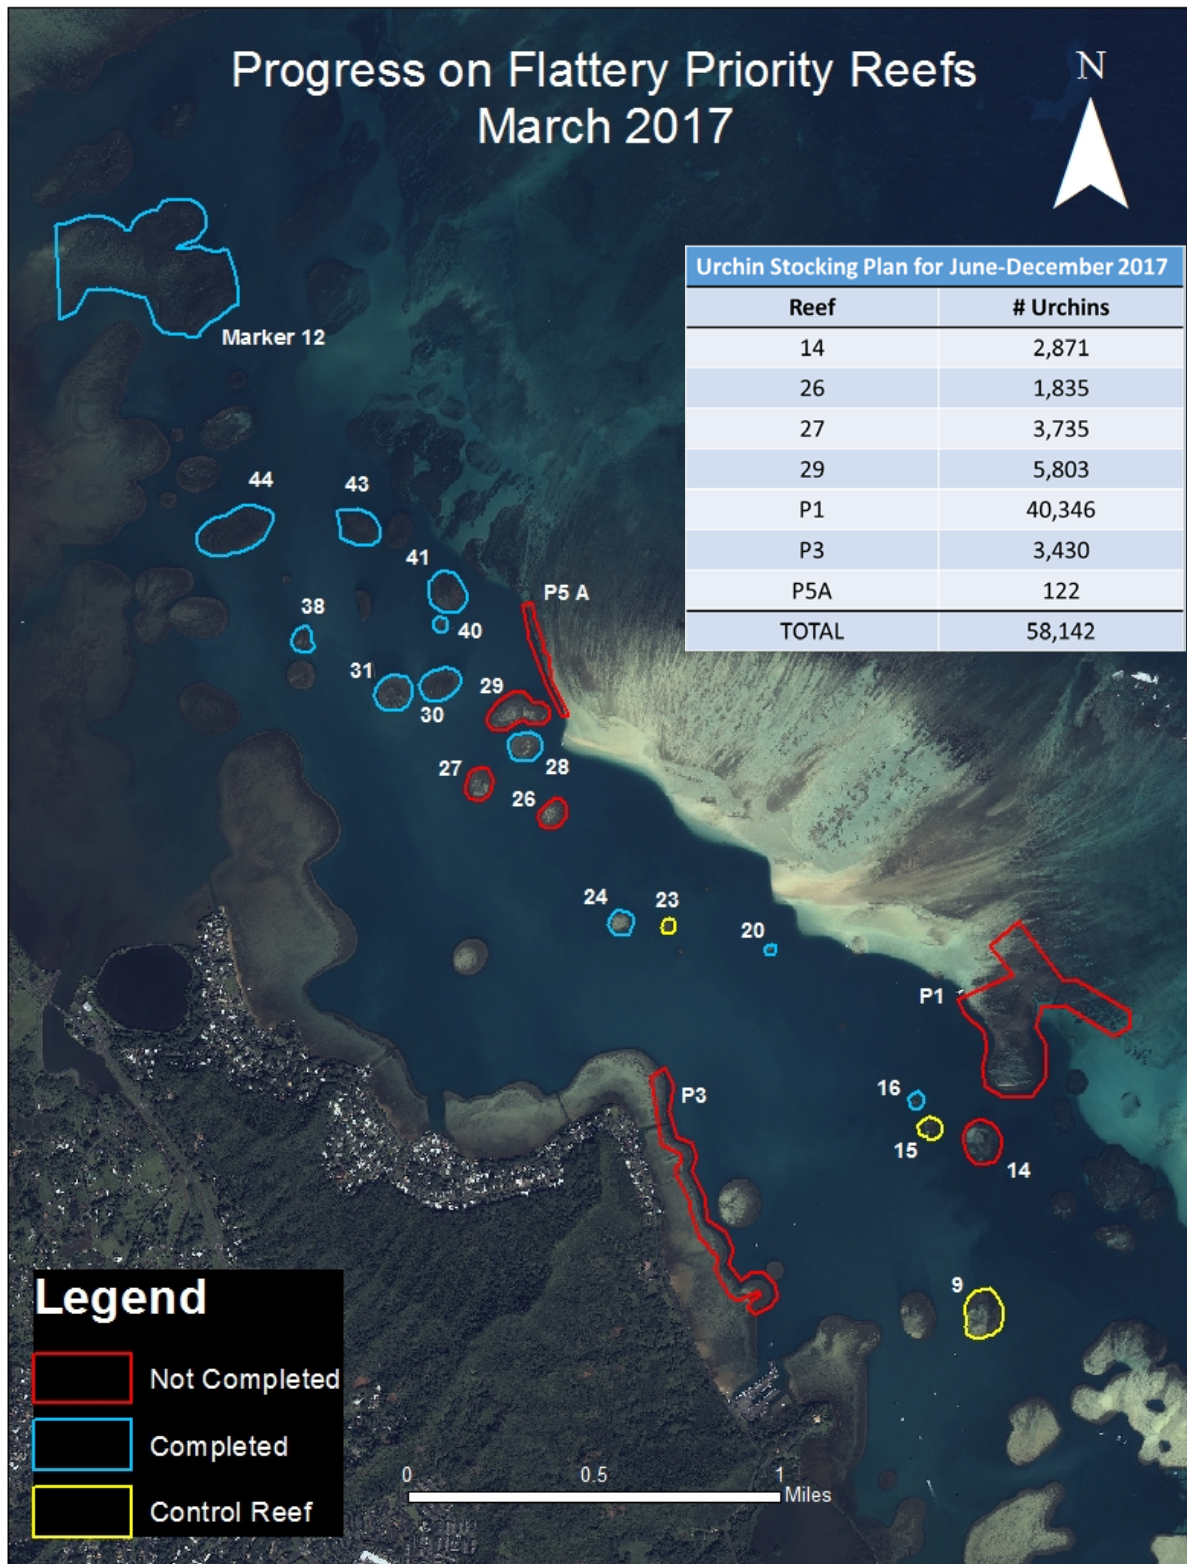 Progress on Flattery Priority Reefs
March 2017
N
Urchin Stocking Plan for June-December 2017
Reef # Urchins
14 2,871
26 1,835
27 3,735
29 5,803
P1 40,346
P3 3,430
P5A 122
TOTAL 58,142
Marker 12
44
43
41
P5 A
38
40
31
30
29
28
27
26
24
23
20
P1
16
P3
15
14
9
Legend
Not Completed
Completed
Control Reef
0 0.5 1
Miles